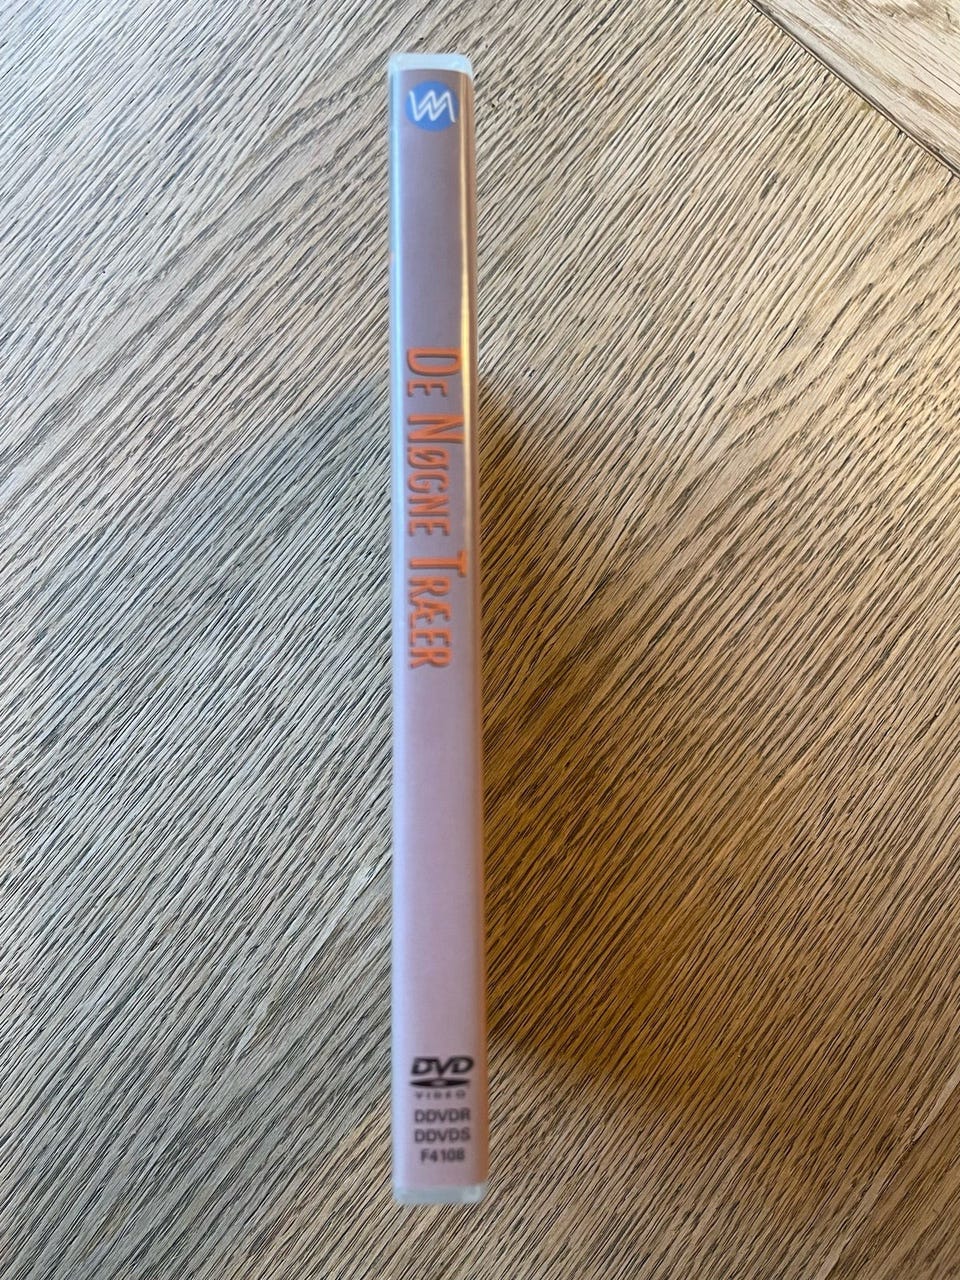 DE NØGNE TRÆER
DVD
VIDEO
DDVDR
DDVDS
F4108